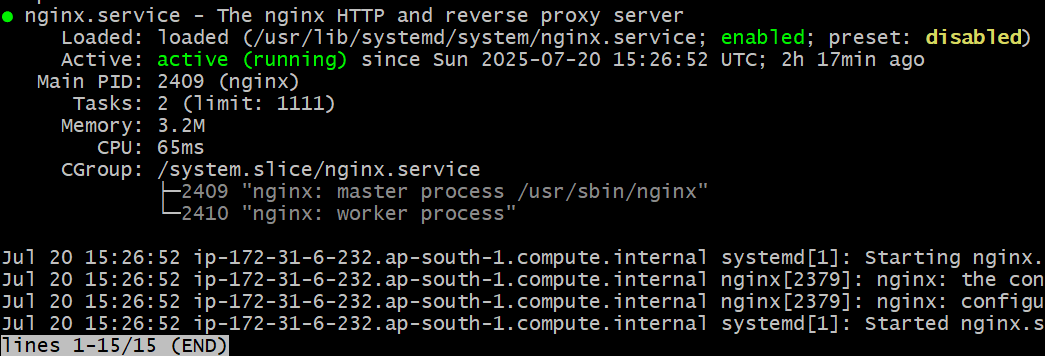 ● nginx.service - The nginx HTTP and reverse proxy server
     Loaded: loaded (/usr/lib/systemd/system/nginx.service; enabled; preset: disabled)
     Active: active (running) since Sun 2025-07-20 15:26:52 UTC; 2h 17min ago
   Main PID: 2409 (nginx)
      Tasks: 2 (limit: 1111)
     Memory: 3.2M
        CPU: 65ms
     CGroup: /system.slice/nginx.service
             ├─2409 "nginx: master process /usr/sbin/nginx"
             └─2410 "nginx: worker process"

Jul 20 15:26:52 ip-172-31-6-232.ap-south-1.compute.internal systemd[1]: Starting nginx.
Jul 20 15:26:52 ip-172-31-6-232.ap-south-1.compute.internal nginx[2379]: nginx: the con
Jul 20 15:26:52 ip-172-31-6-232.ap-south-1.compute.internal nginx[2379]: nginx: configu
Jul 20 15:26:52 ip-172-31-6-232.ap-south-1.compute.internal systemd[1]: Started nginx.s
lines 1-15/15 (END)